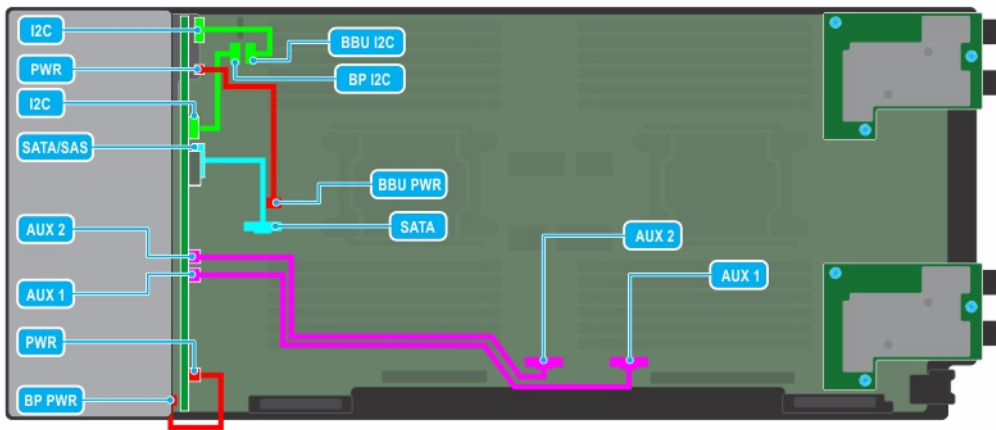 I2C
PWR
I2C
SATA/SAS
AUX 2
AUX 1
PWR
BP PWR
BBU I2C
BP I2C
BBU PWR
SATA
AUX 2
AUX 1